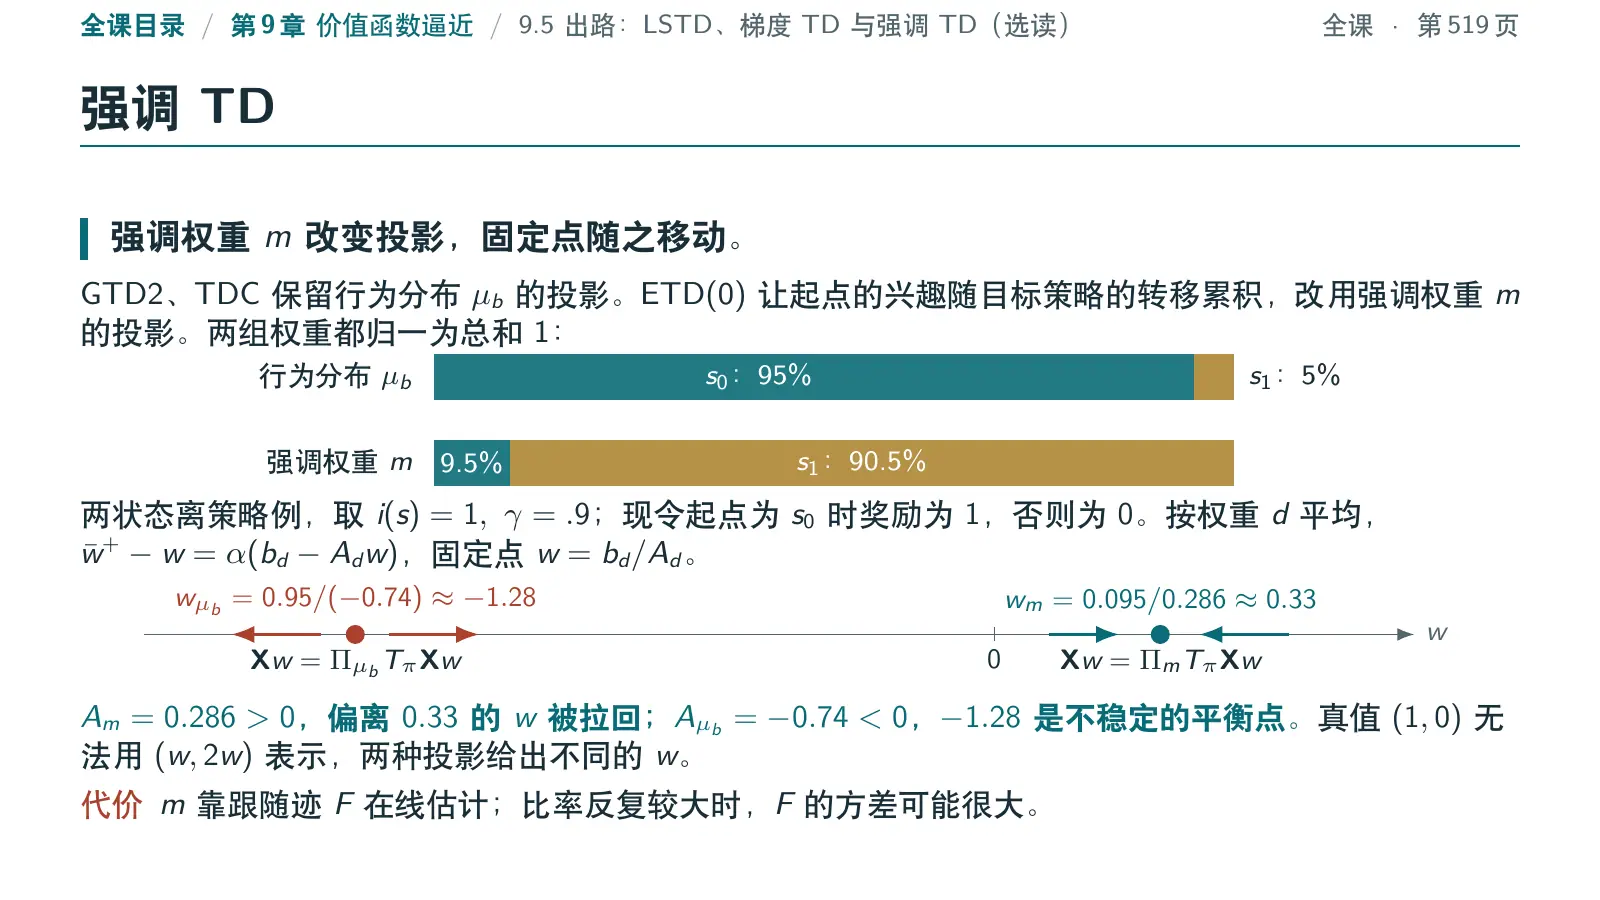 全课目录 / 第9章 价值函数逼近 / 9.5 出路：LSTD、梯度 TD 与强调 TD（选读）
全课 · 第519页
强调 TD
强调权重 m 改变投影，固定点随之移动。
GTD2、TDC 保留行为分布 μ_b 的投影。ETD(0) 让起点的兴趣随目标策略的转移累积，改用强调权重 m
的投影。两组权重都归一为总和 1：
行为分布 μ_b s₀：95% s₁：5%
强调权重 m 9.5% s₁：90.5%
两状态离策略例，取 i(s) = 1, γ = .9；现令起点为 s₀ 时奖励为 1，否则为 0。按权重 d 平均，
w̄⁺ − w = α(b_d − A_d w)，固定点 w = b_d/A_d。
w_{μ_b} = 0.95/(−0.74) ≈ −1.28
w_m = 0.095/0.286 ≈ 0.33
w
Xw = Π_{μ_b} T_π Xw
0
Xw = Π_m T_π Xw
A_m = 0.286 > 0，偏离 0.33 的 w 被拉回；A_{μ_b} = −0.74 < 0，−1.28 是不稳定的平衡点。真值 (1, 0) 无
法用 (w, 2w) 表示，两种投影给出不同的 w。
代价 m 靠跟随迹 F 在线估计；比率反复较大时，F 的方差可能很大。